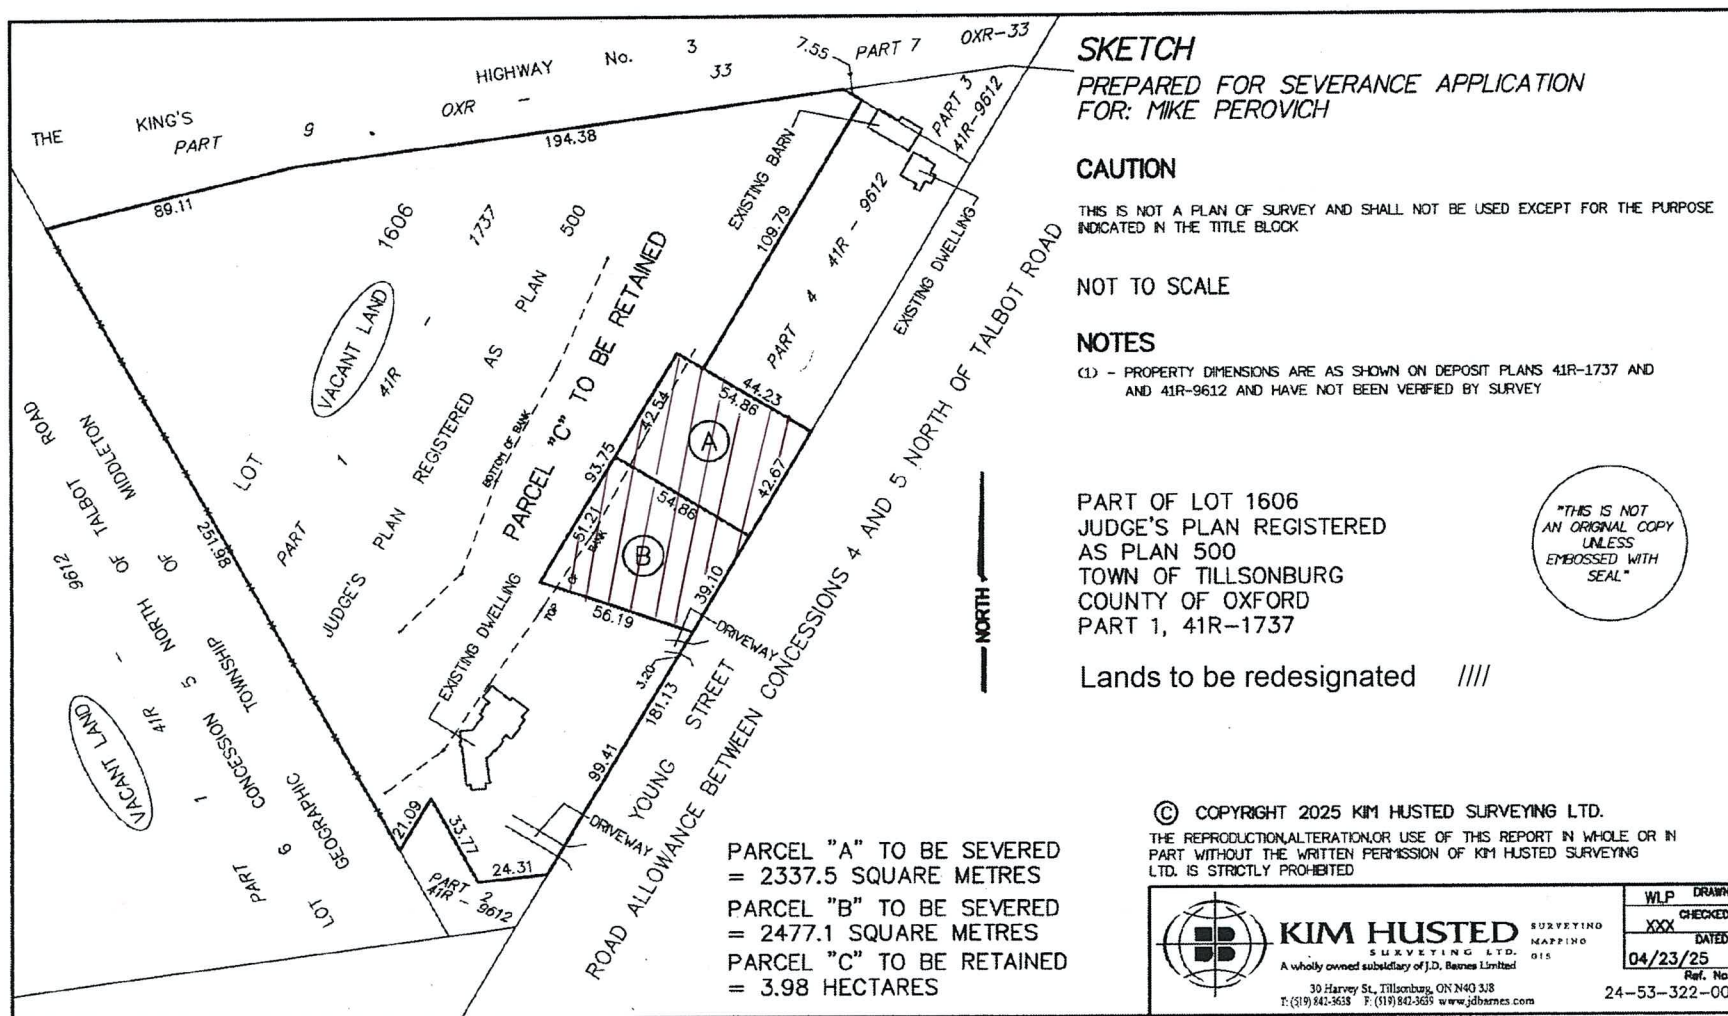 THE KING'S HIGHWAY No. 3
PART 9 . OXR - 33
7.55
PART 7 OXR-33
PART 3
41R-9612
89.11
194.38
EXISTING BARN
109.79
PART 4 41R - 9612
EXISTING DWELLING
LOT 1606
PART 1 41R - 1737
JUDGE'S PLAN REGISTERED AS PLAN 500
VACANT LAND
BOTTOM OF BANK
PARCEL "C" TO BE RETAINED
44.23
54.86
42.54
A
93.75
42.67
54.86
51.21
B
TOP OF BANK
39.10
56.19
DRIVEWAY
3.20
181.13
99.41
EXISTING DWELLING
251.98
21.09
33.77
24.31
DRIVEWAY
YOUNG STREET
ROAD ALLOWANCE BETWEEN CONCESSIONS 4 AND 5 NORTH OF TALBOT ROAD
PART 2
41R - 9612
VACANT LAND
PART 1 41R - 9612
LOT 6 CONCESSION 5 NORTH OF TALBOT ROAD
GEOGRAPHIC TOWNSHIP OF MIDDLETON
PARCEL "A" TO BE SEVERED
= 2337.5 SQUARE METRES
PARCEL "B" TO BE SEVERED
= 2477.1 SQUARE METRES
PARCEL "C" TO BE RETAINED
= 3.98 HECTARES
SKETCH
PREPARED FOR SEVERANCE APPLICATION
FOR: MIKE PEROVICH
CAUTION
THIS IS NOT A PLAN OF SURVEY AND SHALL NOT BE USED EXCEPT FOR THE PURPOSE
INDICATED IN THE TITLE BLOCK
NOT TO SCALE
NOTES
(1) - PROPERTY DIMENSIONS ARE AS SHOWN ON DEPOSIT PLANS 41R-1737 AND
AND 41R-9612 AND HAVE NOT BEEN VERIFIED BY SURVEY
NORTH
PART OF LOT 1606
JUDGE'S PLAN REGISTERED
AS PLAN 500
TOWN OF TILLSONBURG
COUNTY OF OXFORD
PART 1, 41R-1737
"THIS IS NOT
AN ORIGINAL COPY
UNLESS
EMBOSSED WITH
SEAL"
Lands to be redesignated ////
© COPYRIGHT 2025 KIM HUSTED SURVEYING LTD.
THE REPRODUCTION,ALTERATION,OR USE OF THIS REPORT IN WHOLE OR IN
PART WITHOUT THE WRITTEN PERMISSION OF KIM HUSTED SURVEYING
LTD. IS STRICTLY PROHIBITED
KIM HUSTED
SURVEYING LTD.
A wholly owned subsidiary of J.D. Barnes Limited
SURVEYING
MAPPING
GIS
30 Harvey St., Tillsonburg, ON N4G 3J8
T: (519) 842-3638 F: (519) 842-3639 www.jdbarnes.com
WLP DRAWN
XXX CHECKED
DATED
04/23/25
Ref. No
24-53-322-00